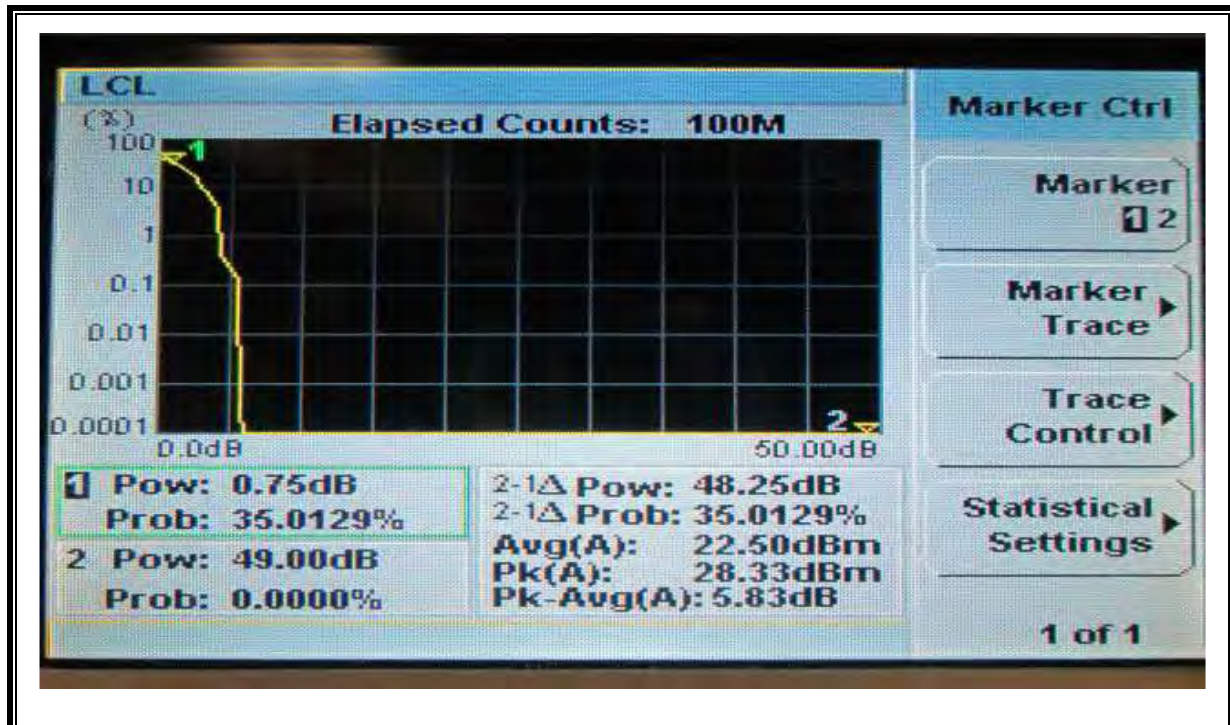 LCL
(%)
Elapsed Counts: 100M
100
10
1
0.1
0.01
0.001
0.0001
1
2
0.0dB
50.00dB
1 Pow: 0.75dB
Prob: 35.0129%
2 Pow: 49.00dB
Prob: 0.0000%
2-1Δ Pow: 48.25dB
2-1Δ Prob: 35.0129%
Avg(A): 22.50dBm
Pk(A): 28.33dBm
Pk-Avg(A): 5.83dB
Marker Ctrl
Marker
1 2
Marker
Trace
Trace
Control
Statistical
Settings
1 of 1